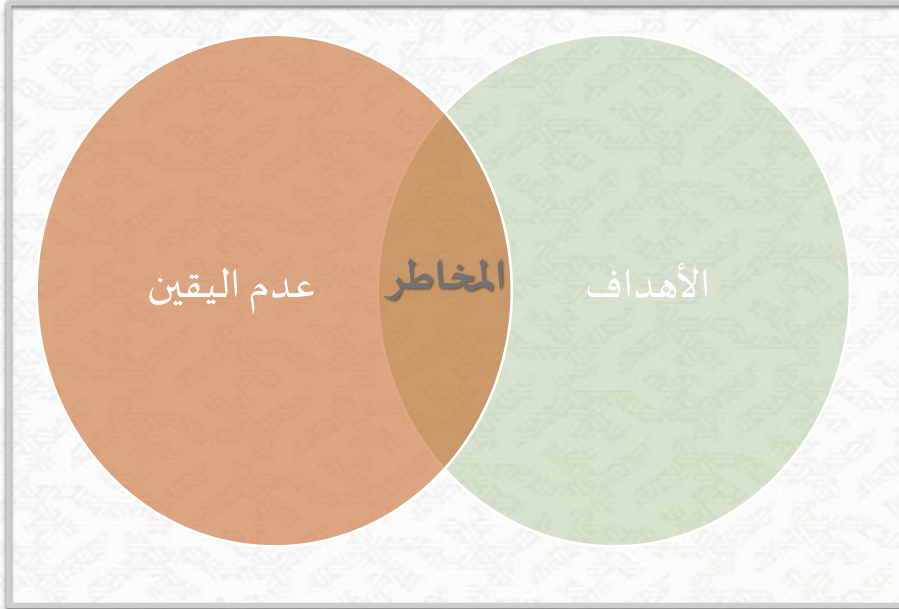 الأهداف
المخاطر
عدم اليقين